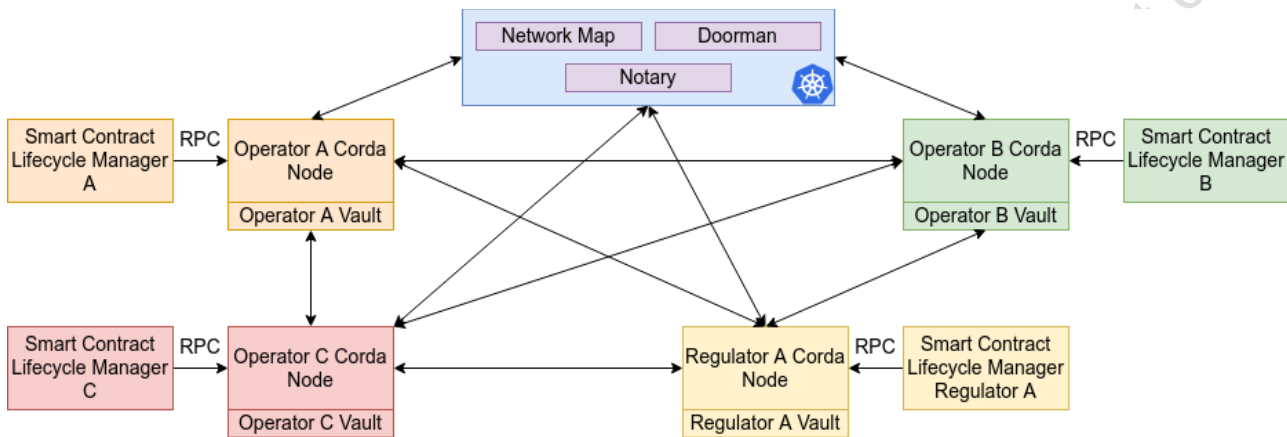 Network Map
Doorman
Notary
Smart Contract
Lifecycle Manager
A
RPC
Operator A Corda
Node
Operator A Vault
Operator B Corda
Node
Operator B Vault
RPC
Smart Contract
Lifecycle Manager
B
Smart Contract
Lifecycle Manager
C
RPC
Operator C Corda
Node
Operator C Vault
Regulator A Corda
Node
Regulator A Vault
RPC
Smart Contract
Lifecycle Manager
Regulator A